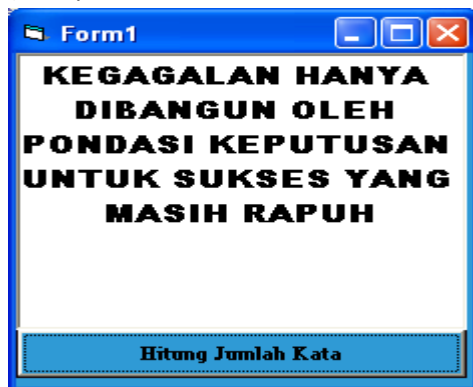 Form1
KEGAGALAN HANYA
DIBANGUN OLEH
PONDASI KEPUTUSAN
UNTUK SUKSES YANG
MASIH RAPUH
Hitung Jumlah Kata